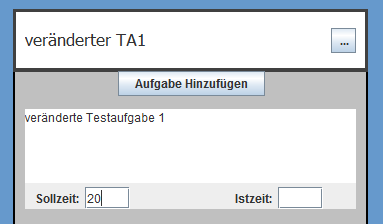 veränderter TA1
...
Aufgabe Hinzufügen
veränderte Testaufgabe 1
Sollzeit: 20 Istzeit: